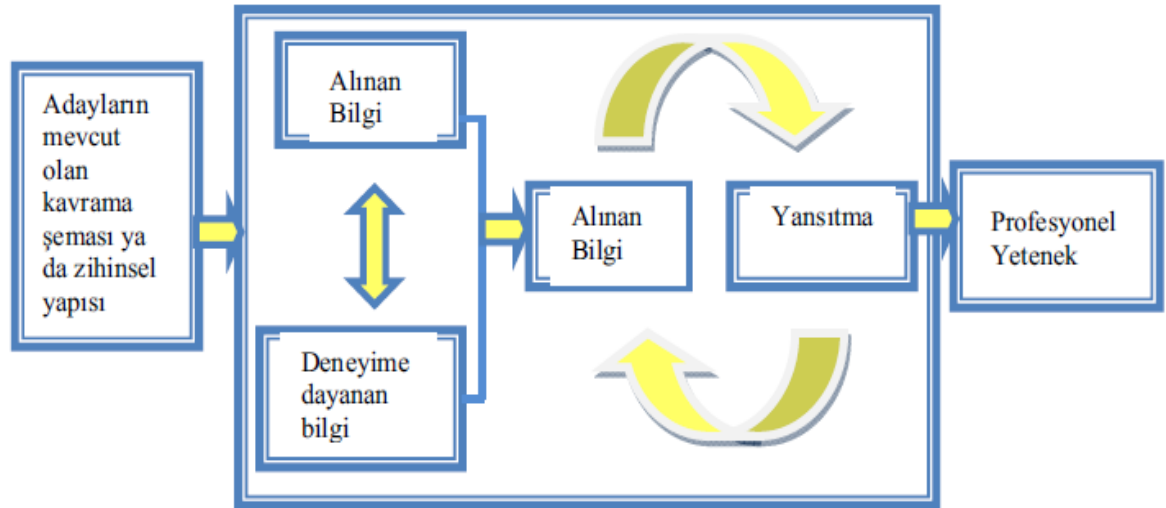 Adayların
mevcut
olan
kavrama
şeması ya
da zihinsel
yapısı
Alınan
Bilgi
Deneyime
dayanan
bilgi
Alınan
Bilgi
Yansıtma
Profesyonel
Yetenek